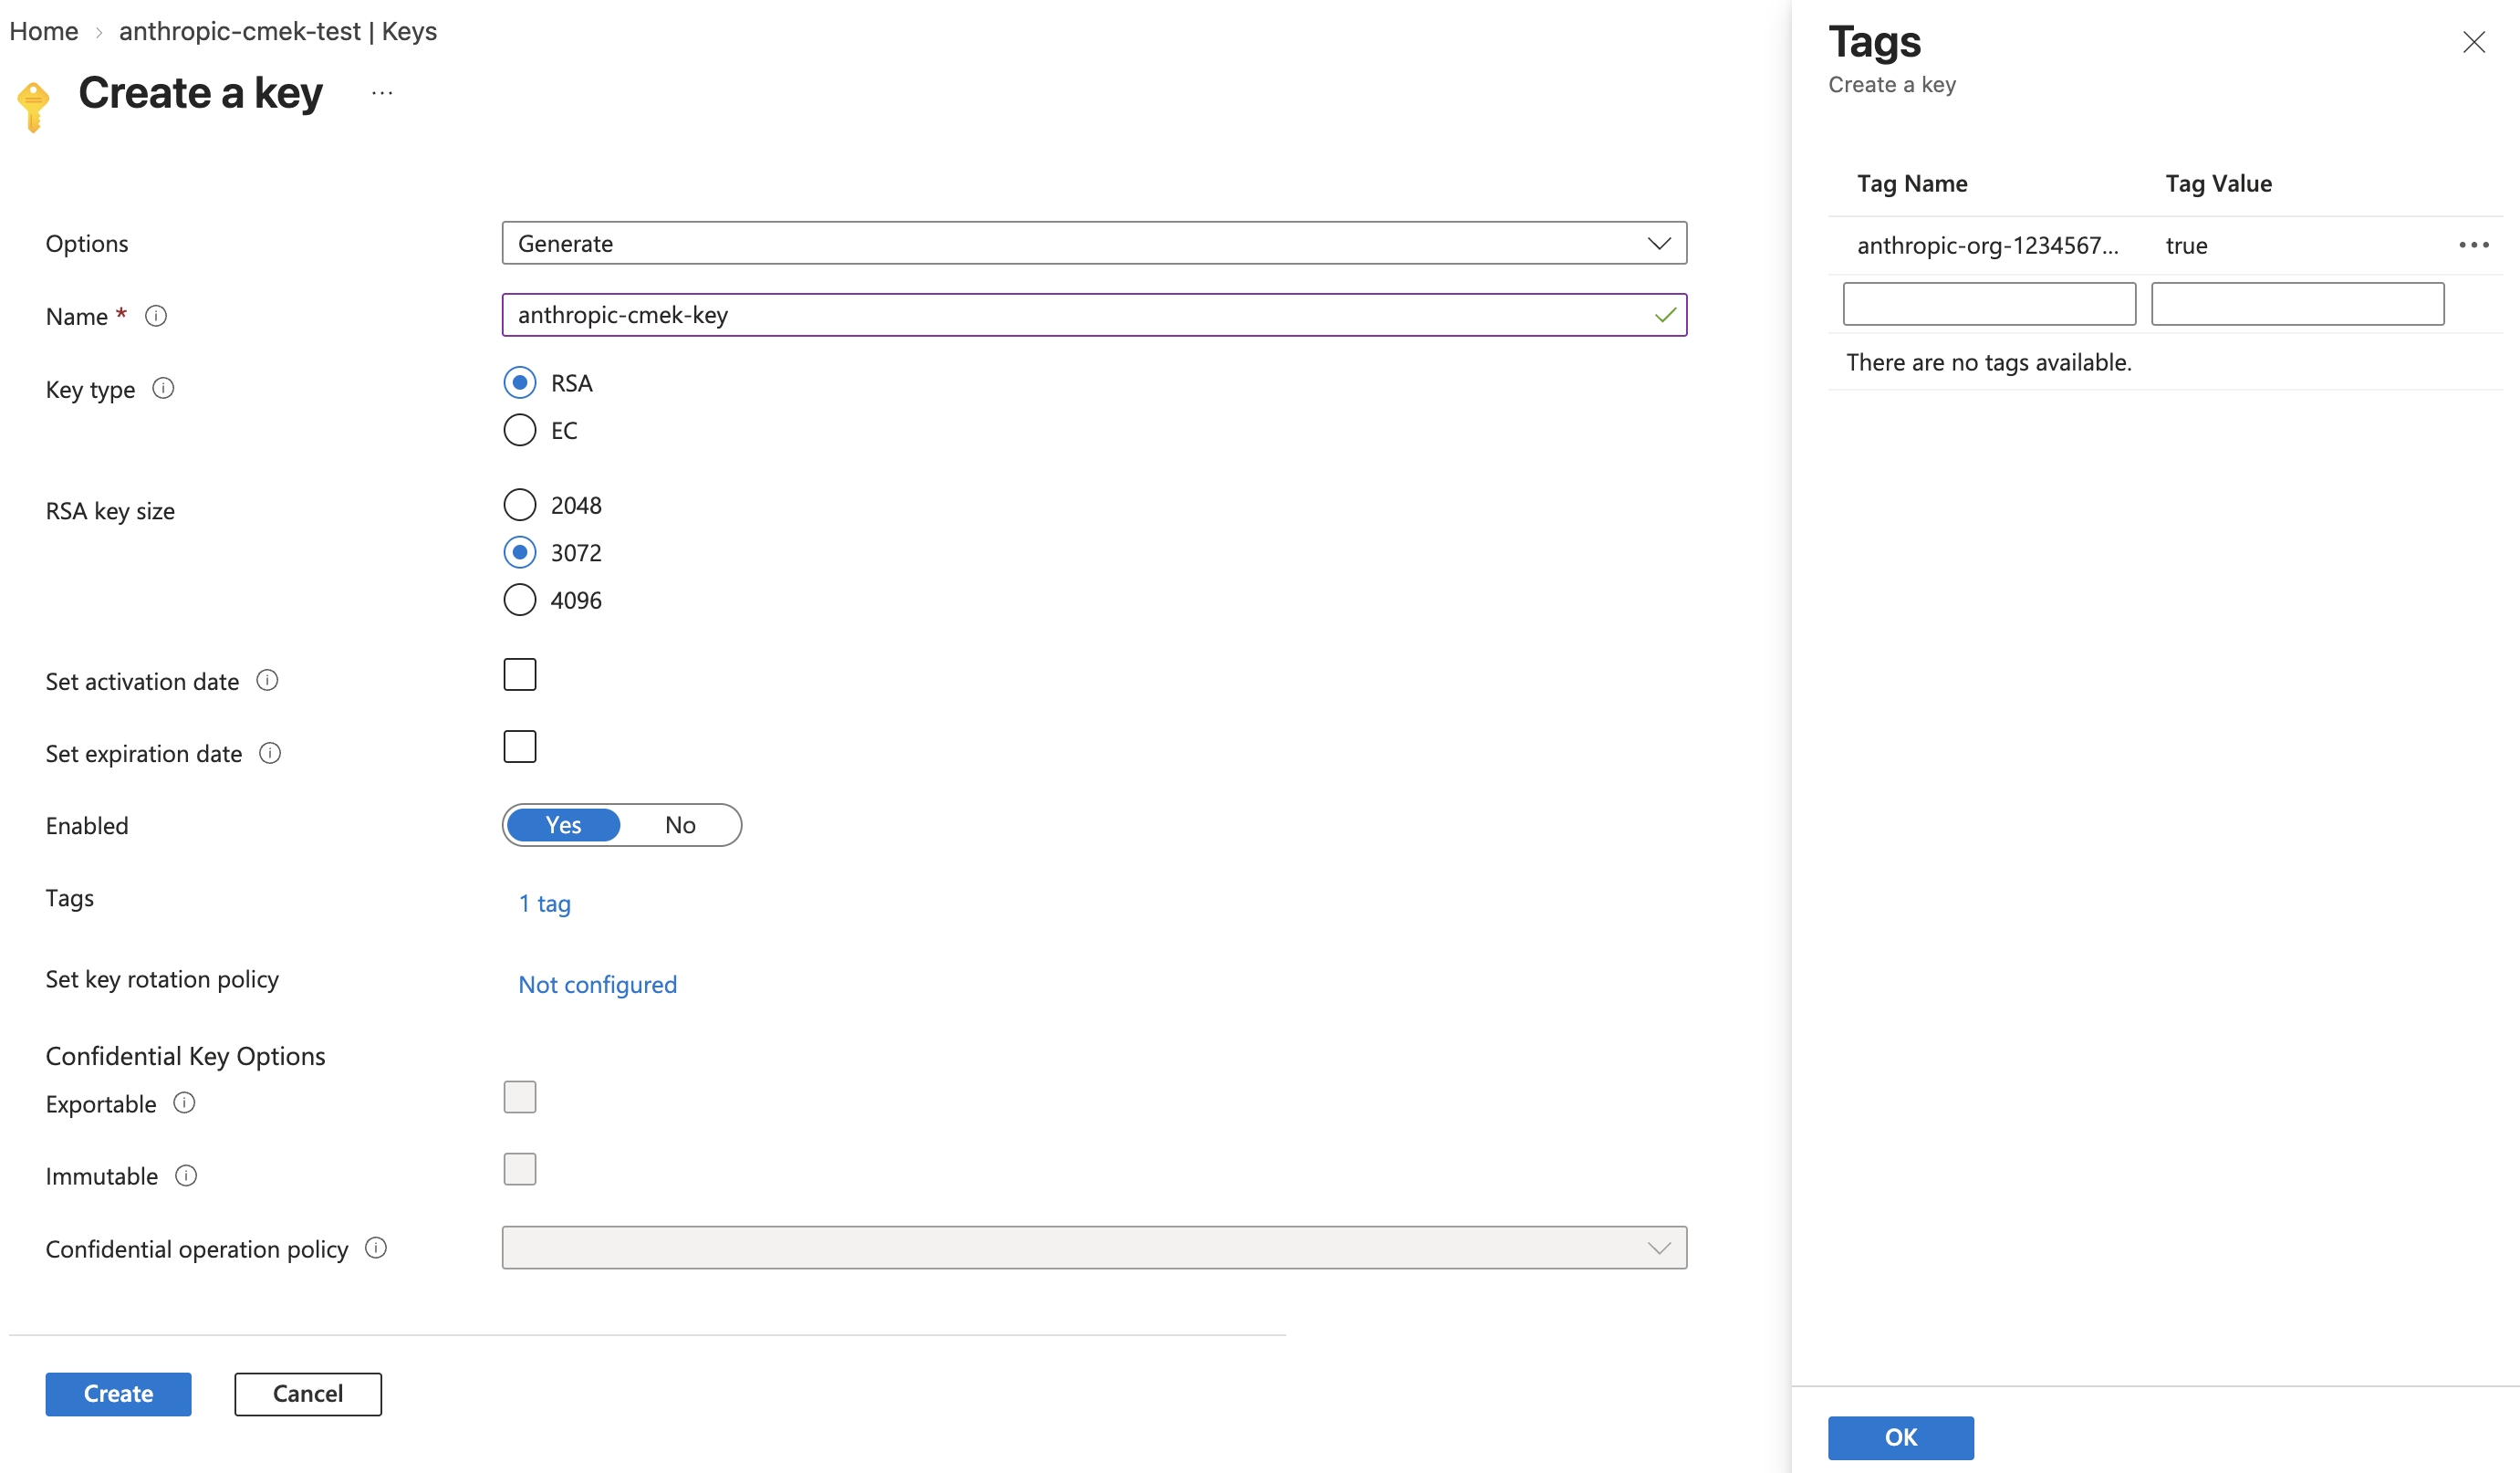 Home > anthropic-cmek-test | Keys
Create a key ...
Options
Generate
Name *
anthropic-cmek-key
Key type
RSA
EC
RSA key size
2048
3072
4096
Set activation date
Set expiration date
Enabled
Yes No
Tags
1 tag
Set key rotation policy
Not configured
Confidential Key Options
Exportable
Immutable
Confidential operation policy
Create Cancel
Tags
Create a key
Tag Name Tag Value
anthropic-org-1234567... true ...
There are no tags available.
OK